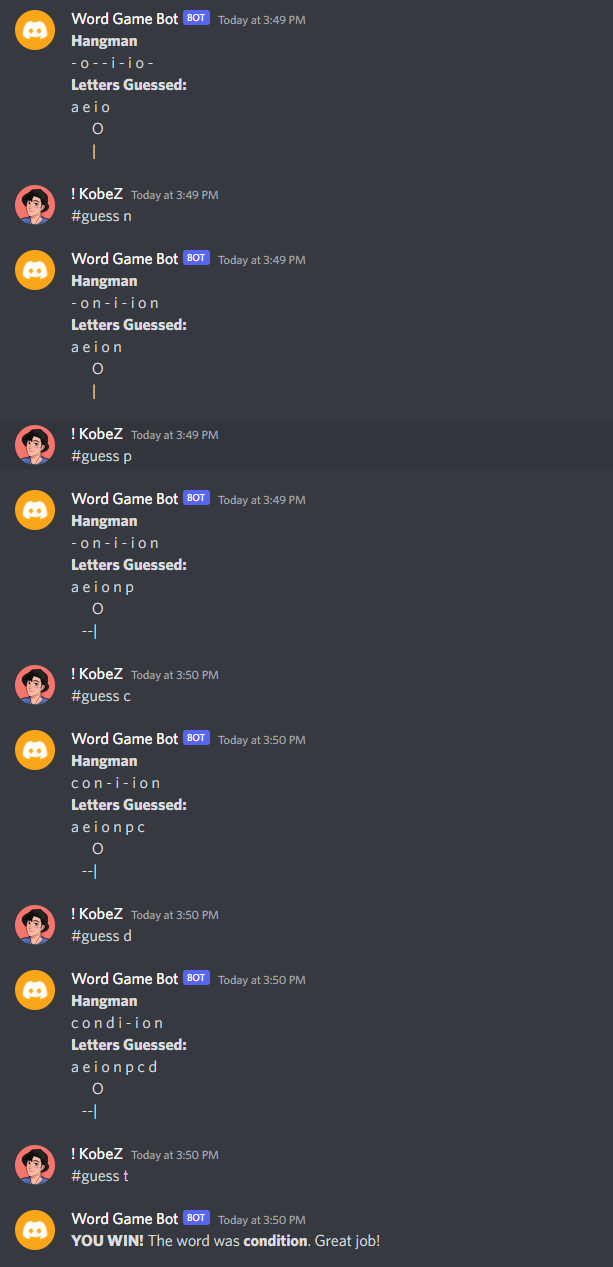 Word Game Bot BOT Today at 3:49 PM
Hangman
- o - - i - i o -
Letters Guessed:
a e i o
O
|
! KobeZ Today at 3:49 PM
#guess n
Word Game Bot BOT Today at 3:49 PM
Hangman
- o n - i - i o n
Letters Guessed:
a e i o n
O
|
! KobeZ Today at 3:49 PM
#guess p
Word Game Bot BOT Today at 3:49 PM
Hangman
- o n - i - i o n
Letters Guessed:
a e i o n p
O
--|
! KobeZ Today at 3:50 PM
#guess c
Word Game Bot BOT Today at 3:50 PM
Hangman
c o n - i - i o n
Letters Guessed:
a e i o n p c
O
--|
! KobeZ Today at 3:50 PM
#guess d
Word Game Bot BOT Today at 3:50 PM
Hangman
c o n d i - i o n
Letters Guessed:
a e i o n p c d
O
--|
! KobeZ Today at 3:50 PM
#guess t
Word Game Bot BOT Today at 3:50 PM
YOU WIN! The word was condition. Great job!